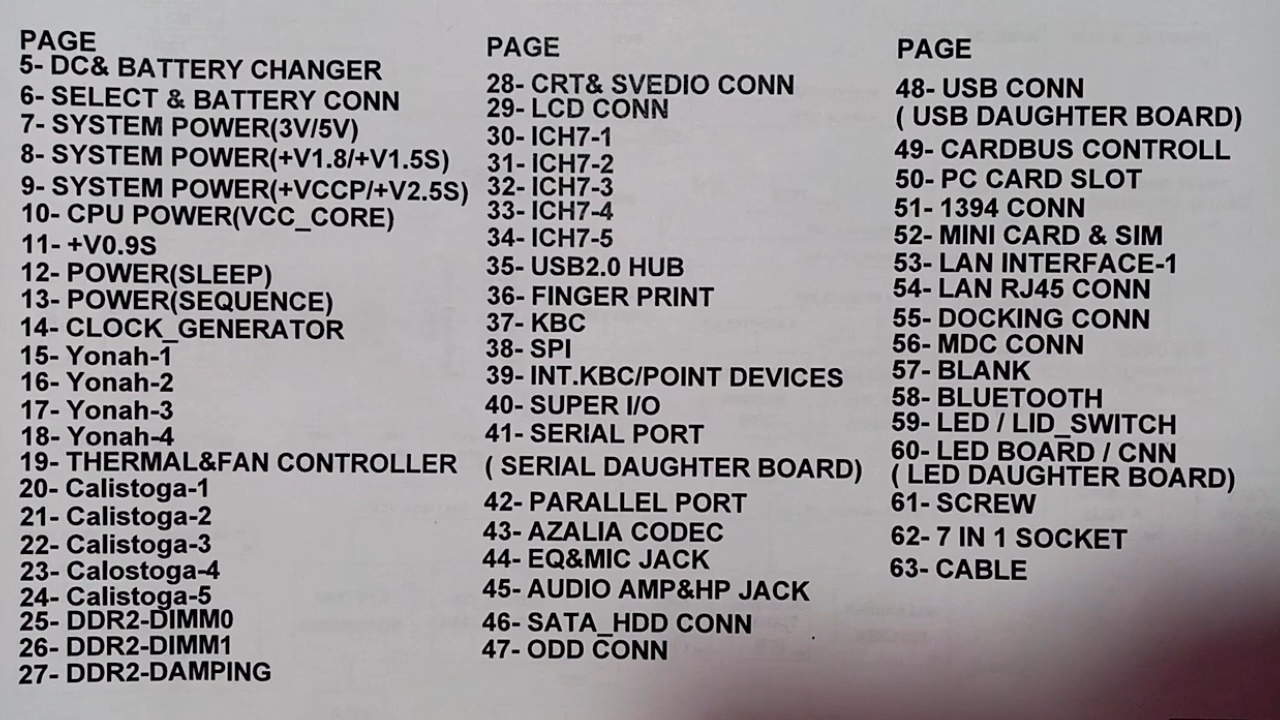 PAGE
5- DC& BATTERY CHANGER
6- SELECT & BATTERY CONN
7- SYSTEM POWER(3V/5V)
8- SYSTEM POWER(+V1.8/+V1.5S)
9- SYSTEM POWER(+VCCP/+V2.5S)
10- CPU POWER(VCC_CORE)
11- +V0.9S
12- POWER(SLEEP)
13- POWER(SEQUENCE)
14- CLOCK_GENERATOR
15- Yonah-1
16- Yonah-2
17- Yonah-3
18- Yonah-4
19- THERMAL&FAN CONTROLLER
20- Calistoga-1
21- Calistoga-2
22- Calistoga-3
23- Calostoga-4
24- Calistoga-5
25- DDR2-DIMM0
26- DDR2-DIMM1
27- DDR2-DAMPING
PAGE
28- CRT& SVEDIO CONN
29- LCD CONN
30- ICH7-1
31- ICH7-2
32- ICH7-3
33- ICH7-4
34- ICH7-5
35- USB2.0 HUB
36- FINGER PRINT
37- KBC
38- SPI
39- INT.KBC/POINT DEVICES
40- SUPER I/O
41- SERIAL PORT
( SERIAL DAUGHTER BOARD)
42- PARALLEL PORT
43- AZALIA CODEC
44- EQ&MIC JACK
45- AUDIO AMP&HP JACK
46- SATA_HDD CONN
47- ODD CONN
PAGE
48- USB CONN
( USB DAUGHTER BOARD)
49- CARDBUS CONTROLL
50- PC CARD SLOT
51- 1394 CONN
52- MINI CARD & SIM
53- LAN INTERFACE-1
54- LAN RJ45 CONN
55- DOCKING CONN
56- MDC CONN
57- BLANK
58- BLUETOOTH
59- LED / LID_SWITCH
60- LED BOARD / CNN
( LED DAUGHTER BOARD)
61- SCREW
62- 7 IN 1 SOCKET
63- CABLE